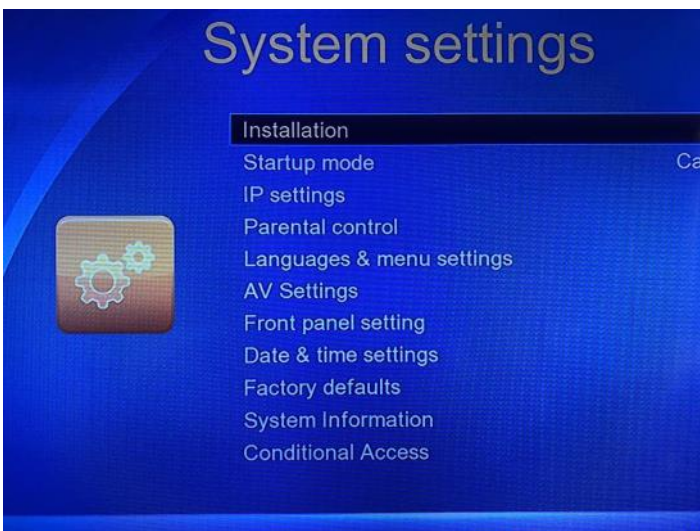 System settings
Installation
Startup mode
IP settings
Parental control
Languages & menu settings
AV Settings
Front panel setting
Date & time settings
Factory defaults
System Information
Conditional Access